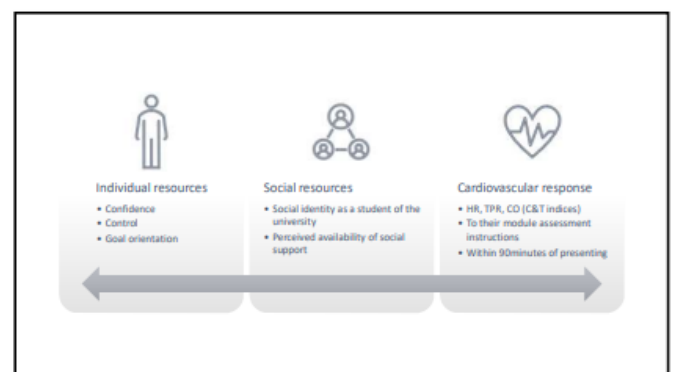 Individual resources
• Confidence
• Control
• Goal orientation
Social resources
• Social identity as a student of the
university
• Perceived availability of social
support
Cardiovascular response
• HR, TPR, CO (C&T indices)
• To their module assessment
instructions
• Within 90minutes of presenting